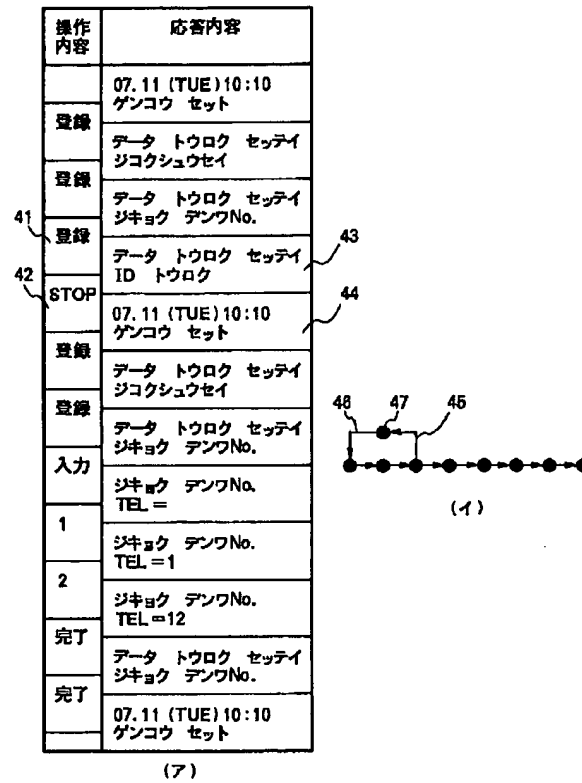 操作
内容
応答内容
07.11 (TUE) 10:10
ゲンコウ セット
登録
データ トウロク セッテイ
ジコクシュウセイ
登録
データ トウロク セッテイ
ジキョク デンワNo.
41
登録
データ トウロク セッテイ
ID トウロク
43
42
STOP
07.11 (TUE) 10:10
ゲンコウ セット
44
登録
データ トウロク セッテイ
ジコクシュウセイ
登録
データ トウロク セッテイ
ジキョク デンワNo.
入力
ジキョク デンワNo.
TEL=
1
ジキョク デンワNo.
TEL=1
2
ジキョク デンワNo.
TEL=12
完了
データ トウロク セッテイ
ジキョク デンワNo.
完了
07.11 (TUE) 10:10
ゲンコウ セット
(ア)
46 47 45
(イ)